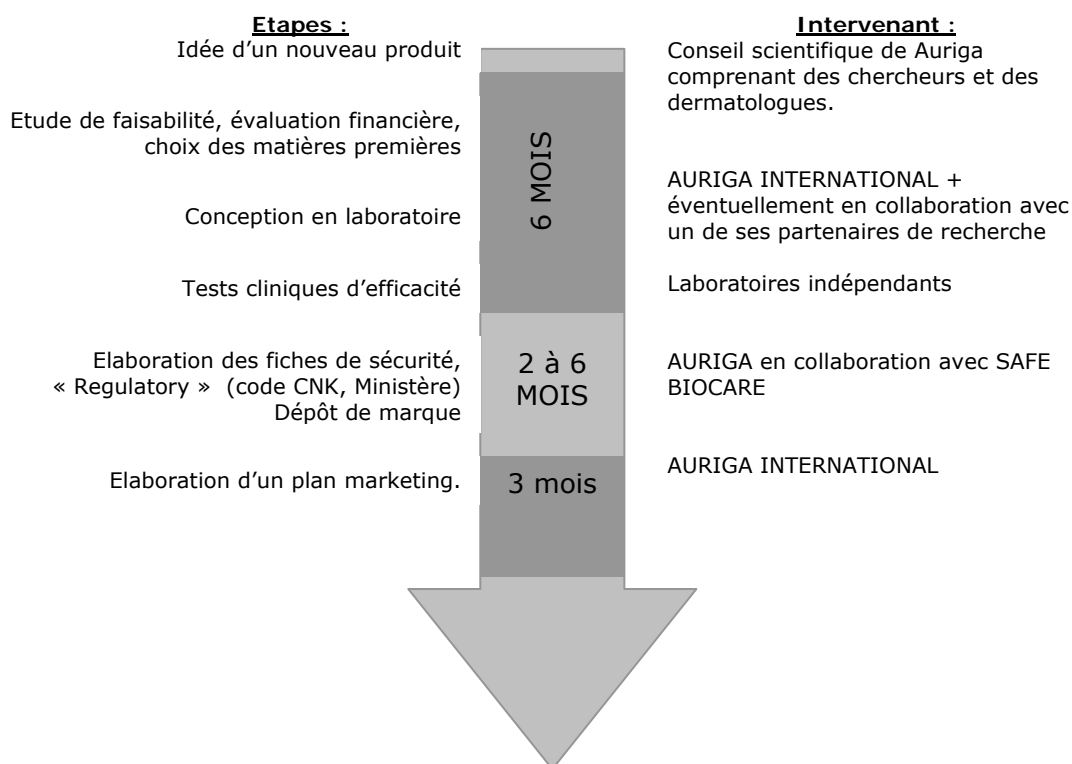 Etapes :
Idée d’un nouveau produit
Etude de faisabilité, évaluation financière,
choix des matières premières
Conception en laboratoire
Tests cliniques d’efficacité
Elaboration des fiches de sécurité,
« Regulatory » (code CNK, Ministère)
Dépôt de marque
Elaboration d’un plan marketing.
6 MOIS
2 à 6
MOIS
3 mois
Intervenant :
Conseil scientifique de Auriga
comprenant des chercheurs et des
dermatologues.
AURIGA INTERNATIONAL +
éventuellement en collaboration avec
un de ses partenaires de recherche
Laboratoires indépendants
AURIGA en collaboration avec SAFE
BIOCARE
AURIGA INTERNATIONAL